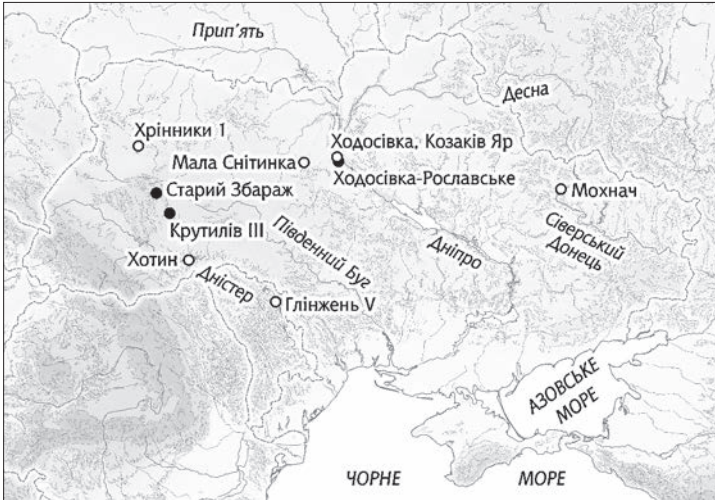 Прип'ять
Десна
Хрінники 1
Мала Снітинка
Ходосівка, Козаків Яр
Ходосівка-Рославське
Старий Збараж
Мохнач
Крутилів III
Південний Буг
Дніпро
Сіверський
Донець
Хотин
Дністер
Глінжень V
АЗОВСЬКЕ
МОРЕ
ЧОРНЕ
МОРЕ